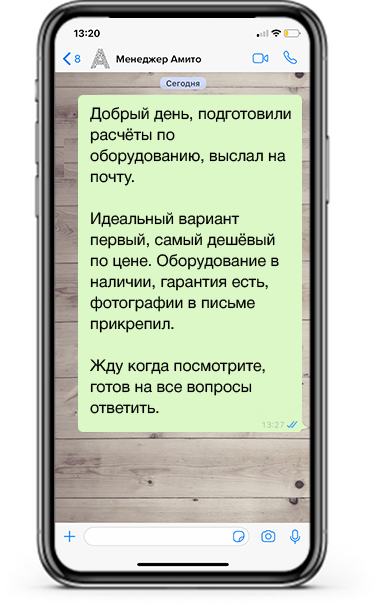 13:20
8 Менеджер Амито
Сегодня
Добрый день, подготовили
расчёты по
оборудованию, выслал на
почту.
Идеальный вариант
первый, самый дешёвый
по цене. Оборудование в
наличии, гарантия есть,
фотографии в письме
прикрепил.
Жду когда посмотрите,
готов на все вопросы
ответить.
13:27